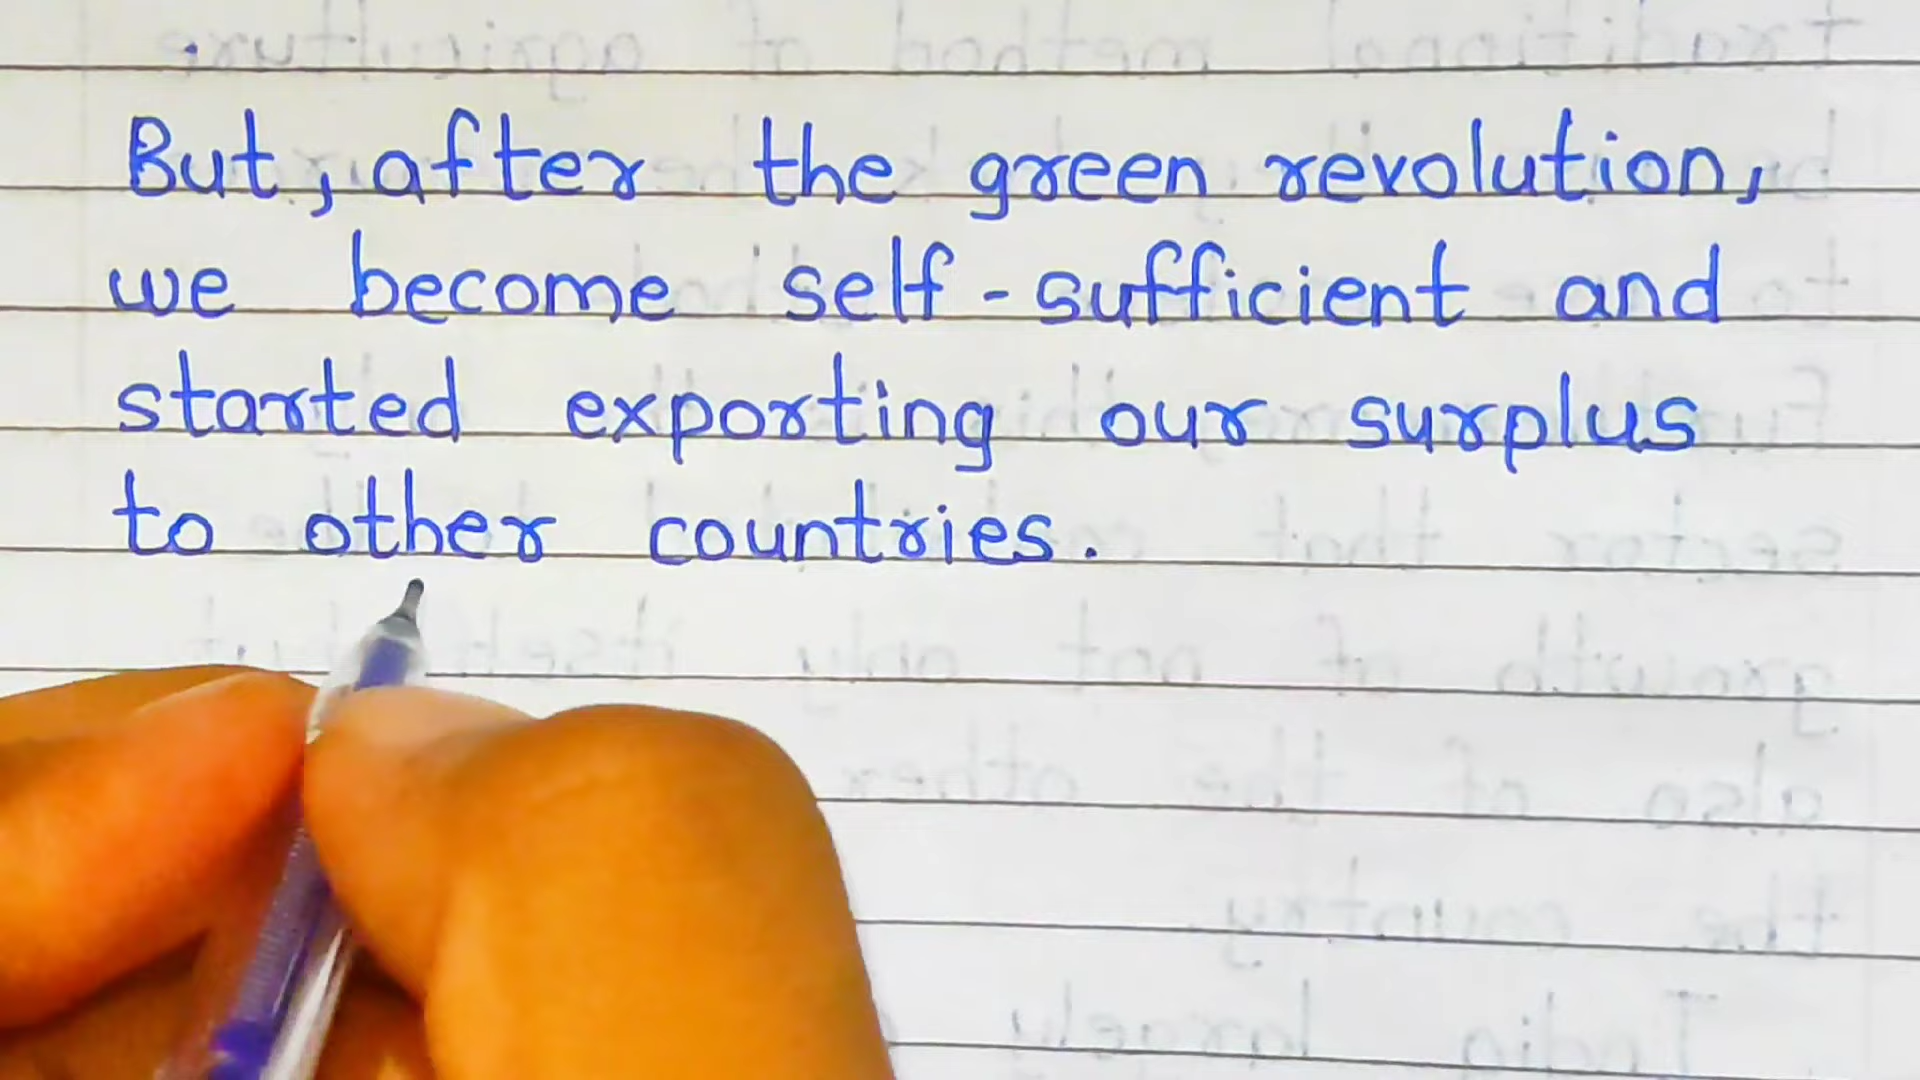 But, after the green revolution,
we become self-sufficient and
started exporting our surplus
to other countries.